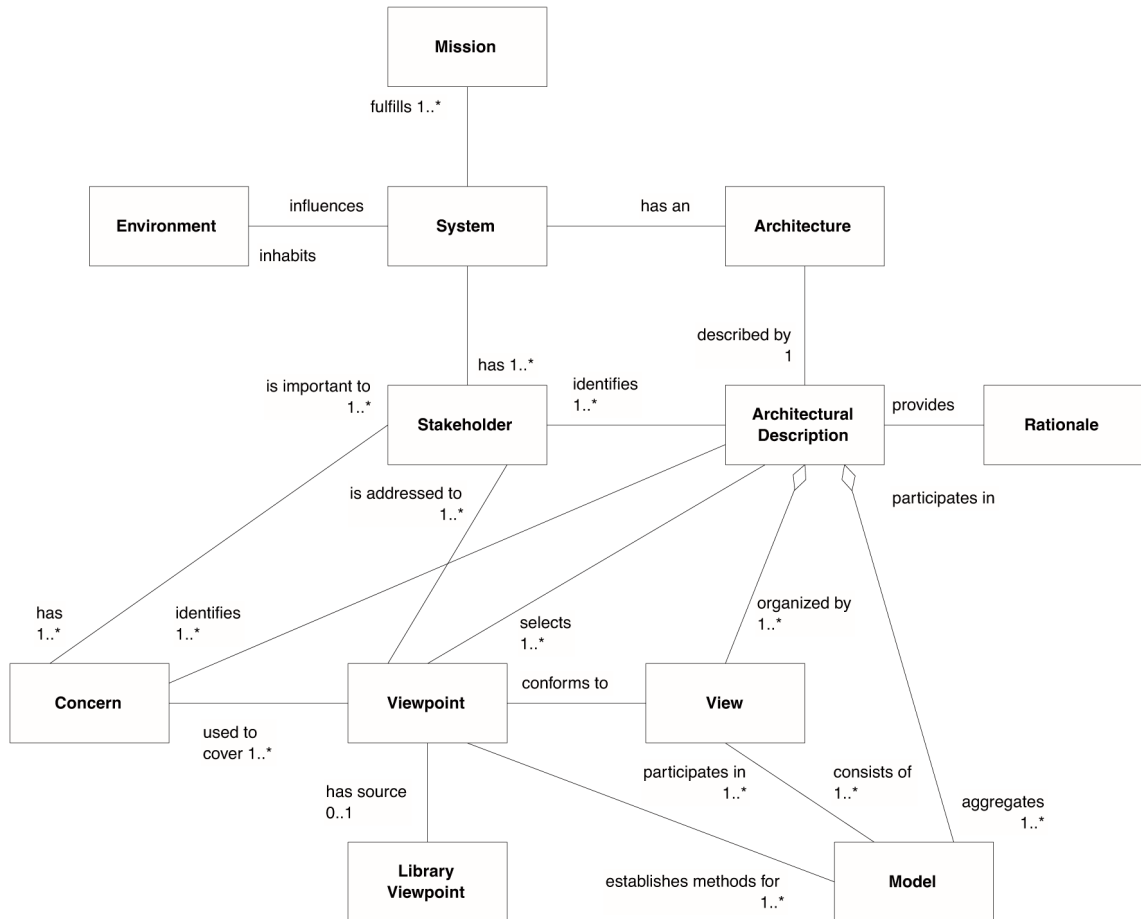 Mission
fulfills 1..*
influences
has an
Environment
System
Architecture
inhabits
described by
1
has 1..*
is important to
1..*
identifies
1..*
Stakeholder
Architectural
Description
provides
Rationale
is addressed to
1..*
participates in
has
1..*
identifies
1..*
selects
1..*
organized by
1..*
conforms to
Concern
Viewpoint
View
used to
cover 1..*
has source
0..1
participates in
1..*
consists of
1..*
aggregates
1..*
Library
Viewpoint
establishes methods for
1..*
Model